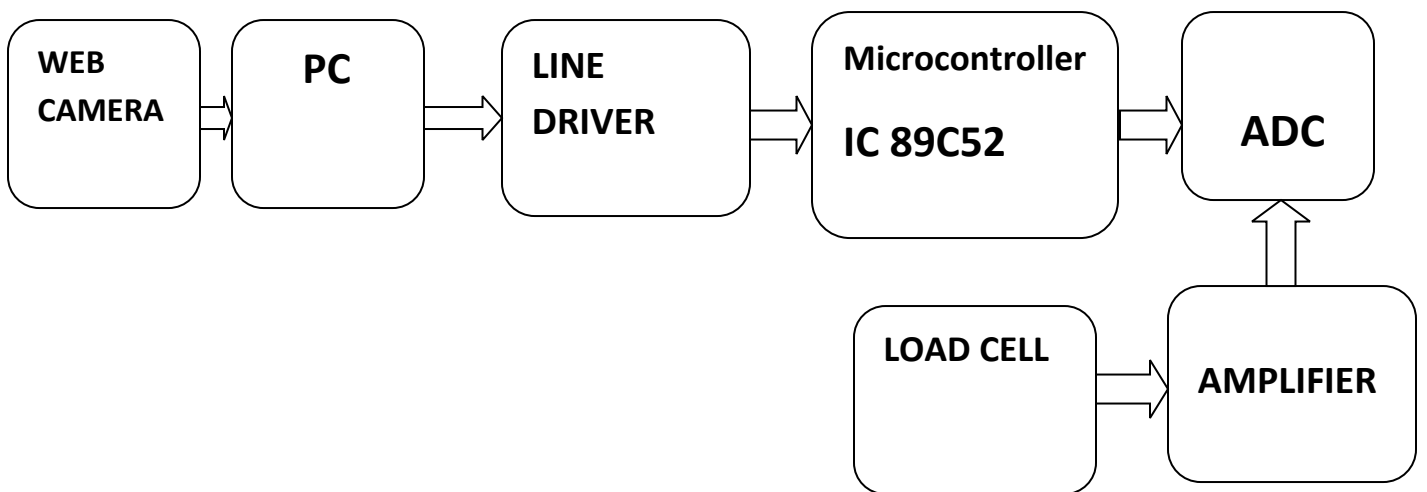 WEB
CAMERA
PC
LINE
DRIVER
Microcontroller
IC 89C52
ADC
LOAD CELL
AMPLIFIER